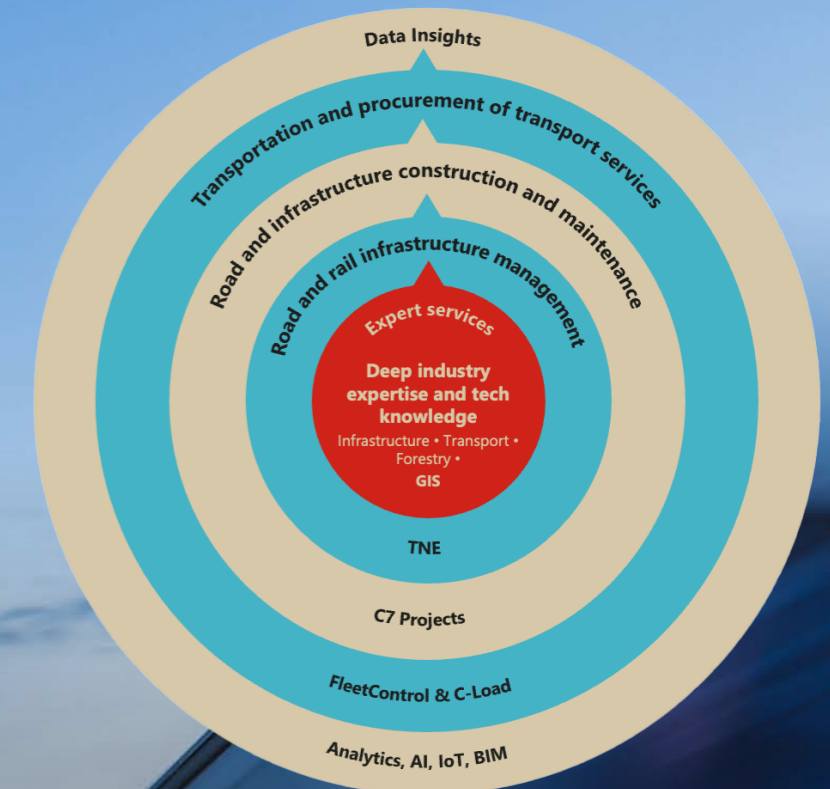 Data Insights
Transportation and procurement of transport services
Road and infrastructure construction and maintenance
Road and rail infrastructure management
Expert services
Deep industry
expertise and tech
knowledge
Infrastructure • Transport •
Forestry •
GIS
TNE
C7 Projects
FleetControl & C-Load
Analytics, AI, IoT, BIM